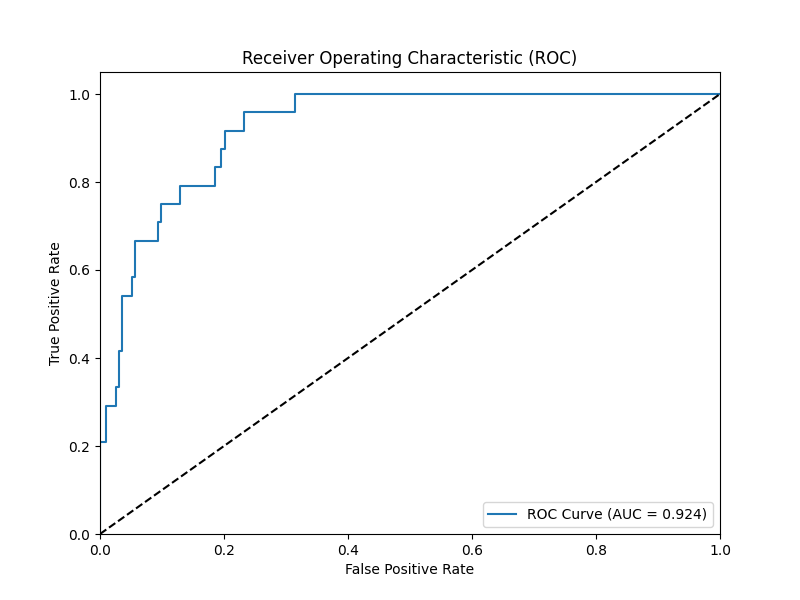 Receiver Operating Characteristic (ROC)
True Positive Rate
1.0
0.8
0.6
0.4
0.2
0.0
0.0 0.2 0.4 0.6 0.8 1.0
False Positive Rate
ROC Curve (AUC = 0.924)